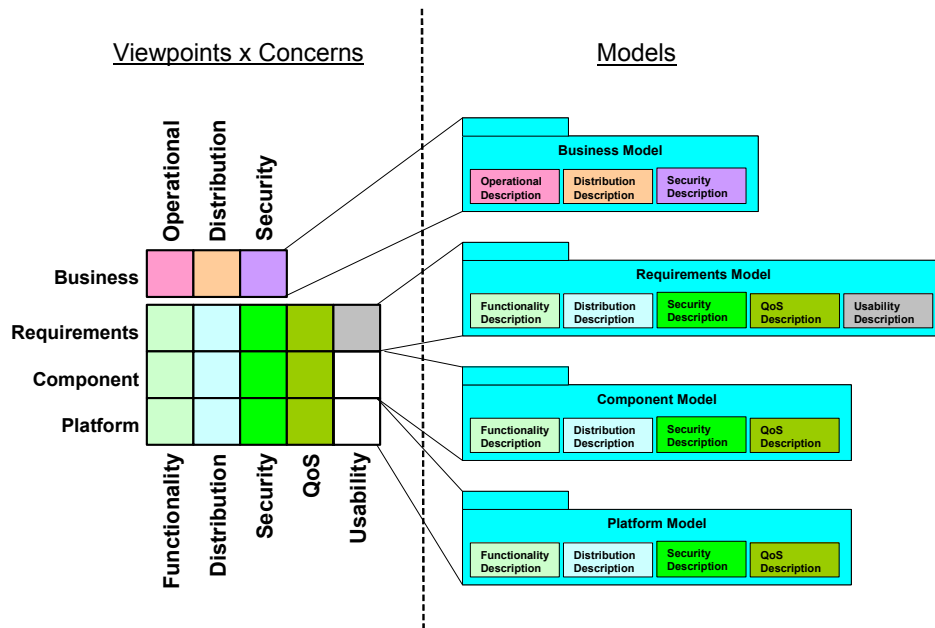 Viewpoints x Concerns
Models
Operational
Distribution
Security
Business
Requirements
Component
Platform
Functionality
Distribution
Security
QoS
Usability
Business Model
Operational
Description
Distribution
Description
Security
Description
Requirements Model
Functionality
Description
Distribution
Description
Security
Description
QoS
Description
Usability
Description
Component Model
Functionality
Description
Distribution
Description
Security
Description
QoS
Description
Platform Model
Functionality
Description
Distribution
Description
Security
Description
QoS
Description